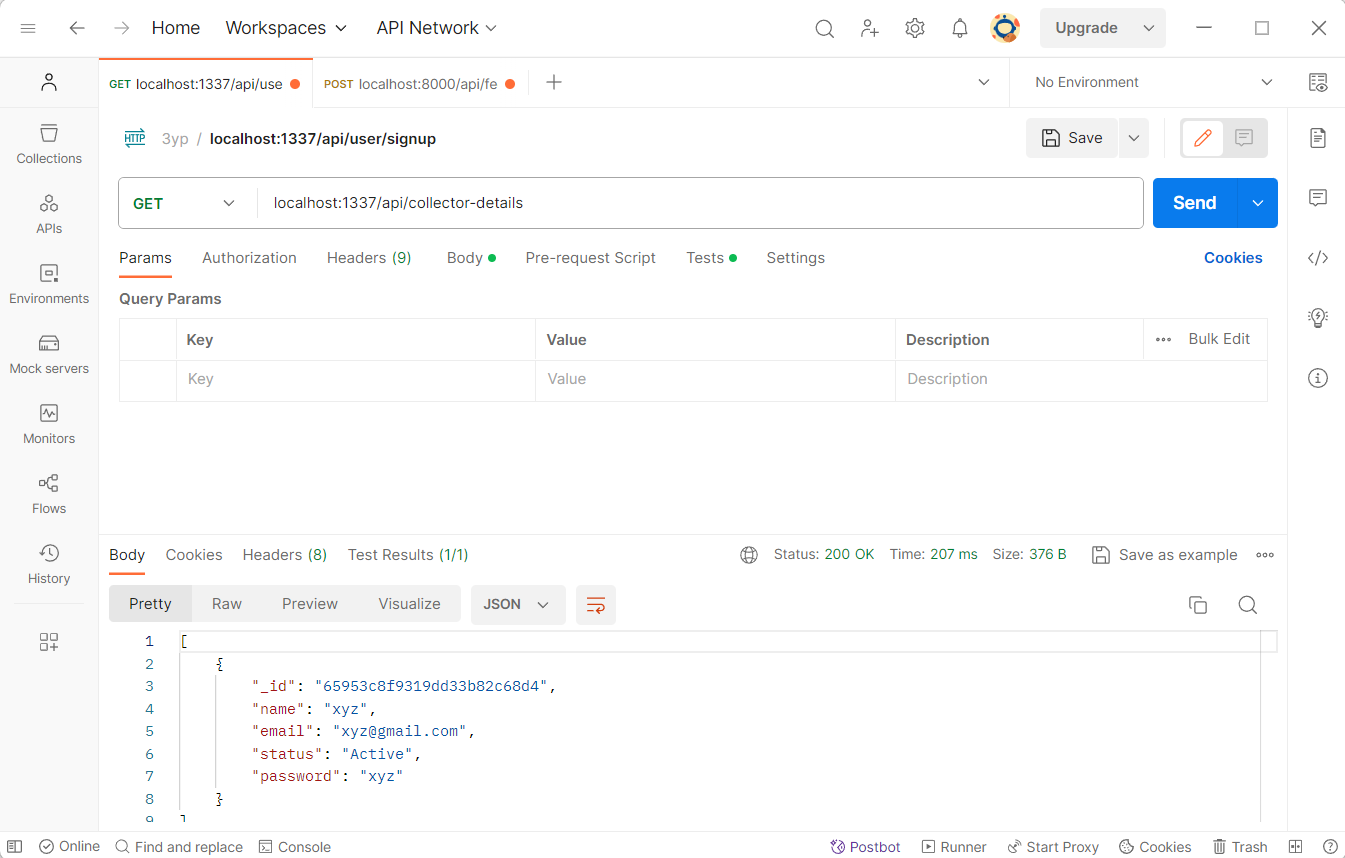 Home Workspaces API Network Upgrade
GET localhost:1337/api/use POST localhost:8000/api/fe No Environment
HTTP 3yp / localhost:1337/api/user/signup Save
GET localhost:1337/api/collector-details Send
Params Authorization Headers (9) Body Pre-request Script Tests Settings Cookies
Query Params
Key Value Description Bulk Edit
Key Value Description
Collections
APIs
Environments
Mock servers
Monitors
Flows
History
Body Cookies Headers (8) Test Results (1/1) Status: 200 OK Time: 207 ms Size: 376 B Save as example
Pretty Raw Preview Visualize JSON
1 [
2 {
3 "_id": "65953c8f9319dd33b82c68d4",
4 "name": "xyz",
5 "email": "xyz@gmail.com",
6 "status": "Active",
7 "password": "xyz"
8 }
9 ]
Online Find and replace Console Postbot Runner Start Proxy Cookies Trash